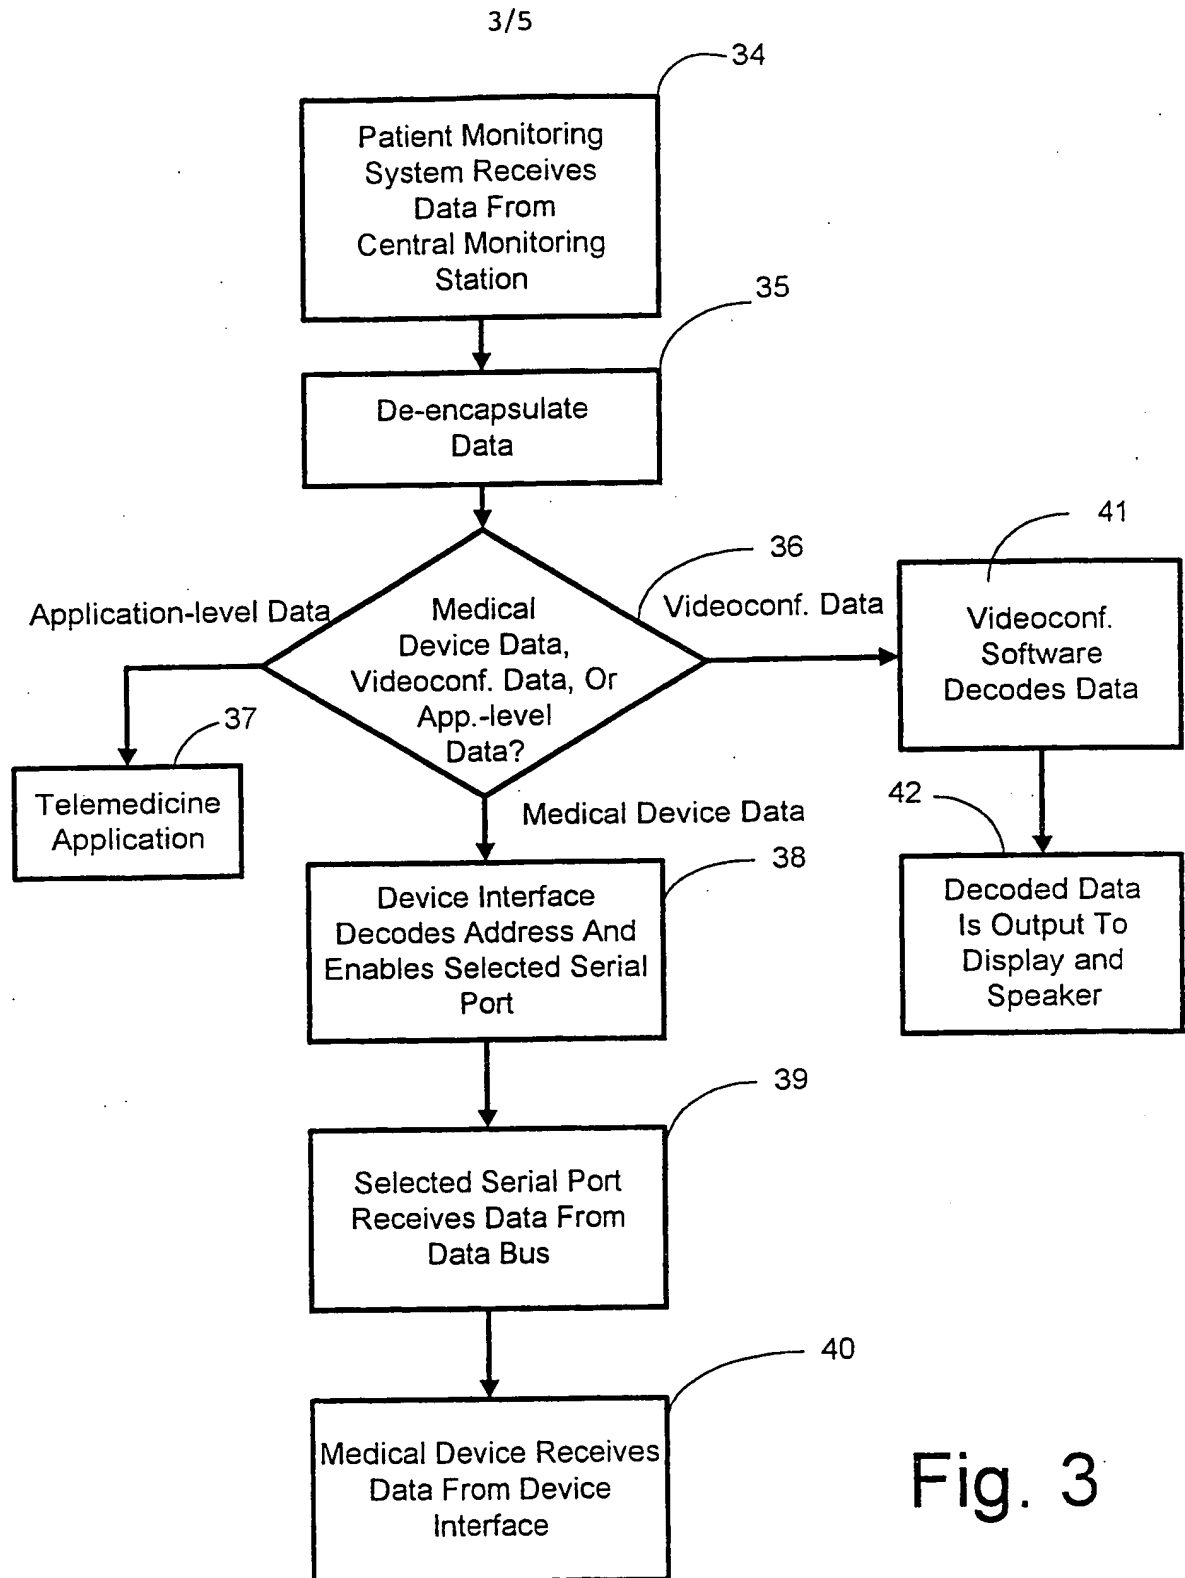 3/5
34
Patient Monitoring
System Receives
Data From
Central Monitoring
Station
35
De-encapsulate
Data
36
Application-level Data
Medical
Device Data,
Videoconf. Data, Or
App.-level
Data?
Videoconf. Data
41
Videoconf.
Software
Decodes Data
37
Telemedicine
Application
Medical Device Data
42
Decoded Data
Is Output To
Display and
Speaker
38
Device Interface
Decodes Address And
Enables Selected Serial
Port
39
Selected Serial Port
Receives Data From
Data Bus
40
Medical Device Receives
Data From Device
Interface
Fig. 3